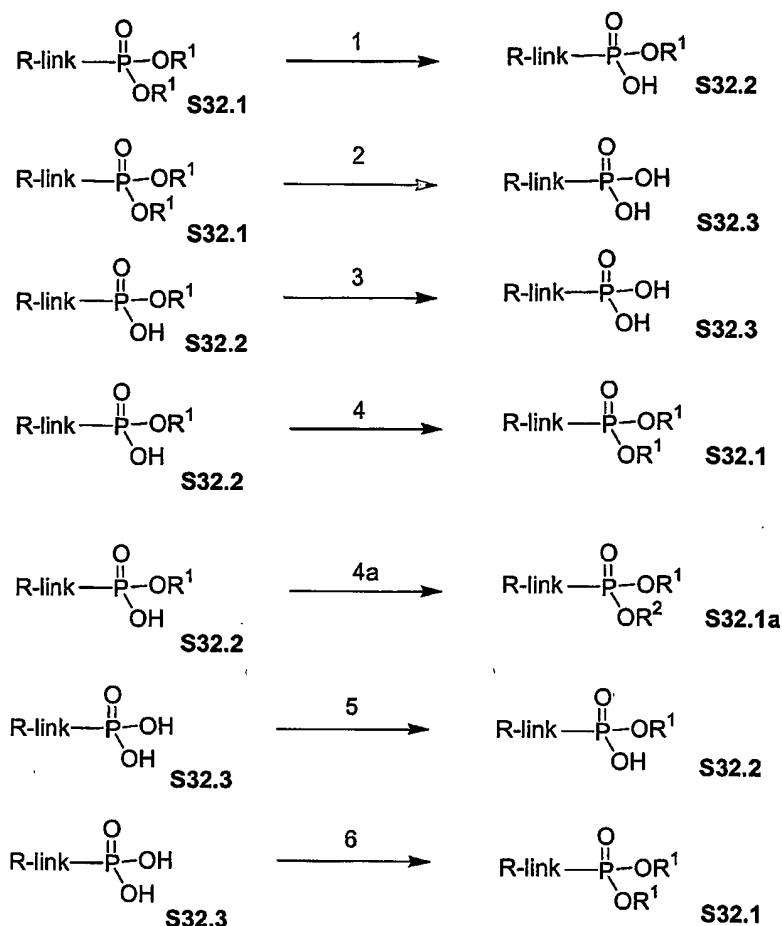 O O
R-link P OR¹ 1 R-link P OR¹
OR¹ S32.1 OH S32.2
O O
R-link P OR¹ 2 R-link P OH
OR¹ S32.1 OH S32.3
O O
R-link P OR¹ 3 R-link P OH
OH S32.2 OH S32.3
O O
R-link P OR¹ 4 R-link P OR¹
OH S32.2 OR¹ S32.1
O O
R-link P OR¹ 4a R-link P OR¹
OH S32.2 OR² S32.1a
O O
R-link P OH 5 R-link P OR¹
OH S32.3 OH S32.2
O O
R-link P OH 6 R-link P OR¹
OH S32.3 OR¹ S32.1